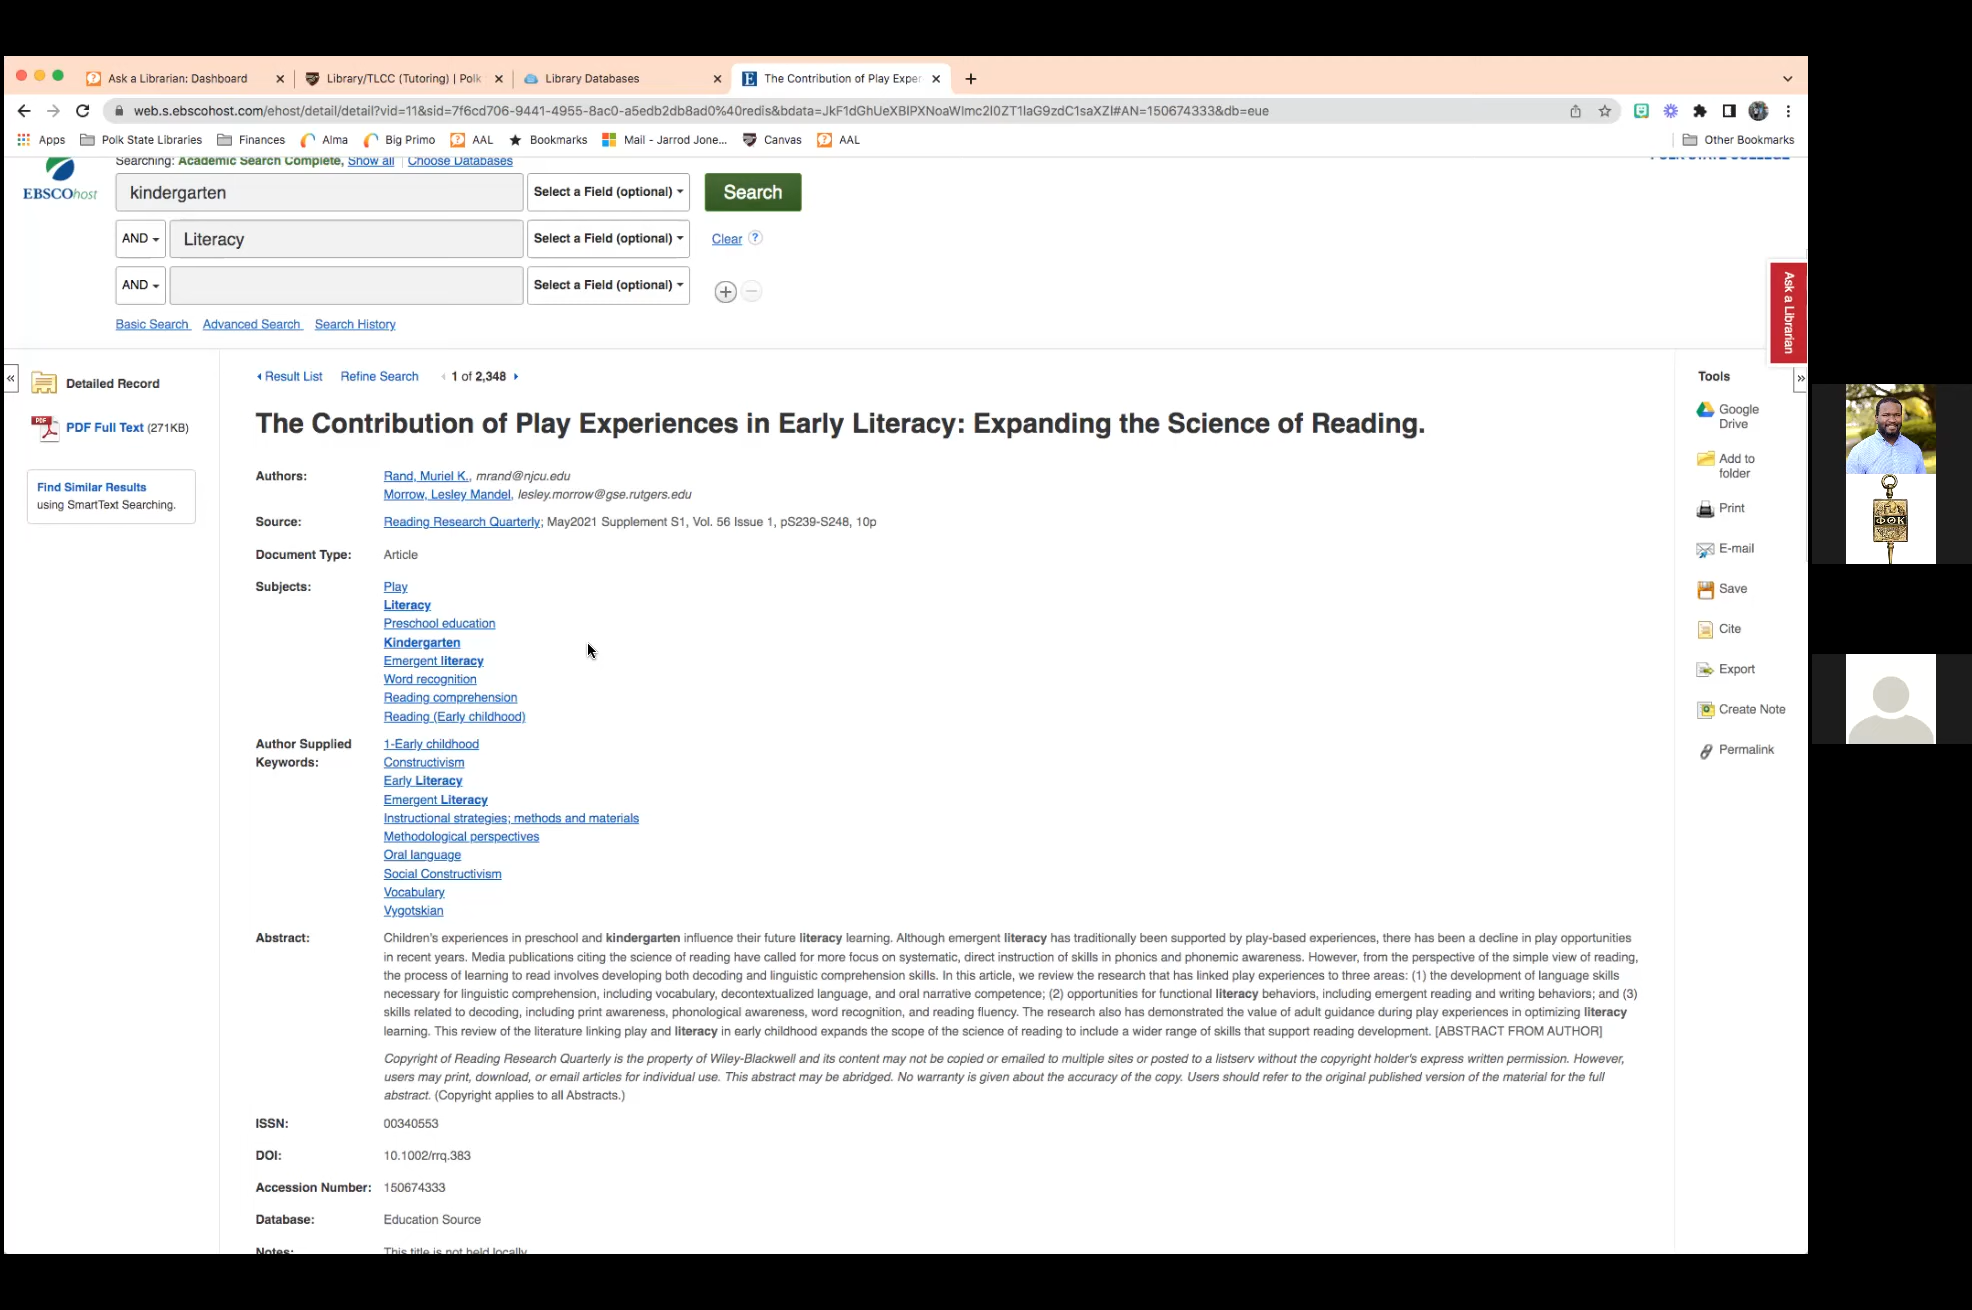 Ask a Librarian: Dashboard
Library/TLCC (Tutoring) | Polk
Library Databases
The Contribution of Play Exper
web.s.ebscohost.com/ehost/detail/detail?vid=11&sid=7f6cd706-9441-4955-8ac0-a5edb2db8ad0%40redis&bdata=JkF1dGhUeXBlPXNoaWImc2l0ZT1laG9zdC1saXZl#AN=150674333&db=eue
Apps Polk State Libraries Finances Alma Big Primo AAL Bookmarks Mail - Jarrod Jone... Canvas AAL Other Bookmarks
Searching: Academic Search Complete, Show all | Choose Databases
POLK STATE COLLEGE
EBSCOhost
kindergarten Select a Field (optional) Search
AND Literacy Select a Field (optional) Clear ?
AND Select a Field (optional)
Basic Search Advanced Search Search History
Ask a Librarian
Detailed Record
PDF Full Text (271KB)
Find Similar Results
using SmartText Searching.
Result List Refine Search 1 of 2,348
The Contribution of Play Experiences in Early Literacy: Expanding the Science of Reading.
Authors: Rand, Muriel K., mrand@njcu.edu
Morrow, Lesley Mandel, lesley.morrow@gse.rutgers.edu
Source: Reading Research Quarterly; May2021 Supplement S1, Vol. 56 Issue 1, pS239-S248, 10p
Document Type: Article
Subjects: Play
Literacy
Preschool education
Kindergarten
Emergent literacy
Word recognition
Reading comprehension
Reading (Early childhood)
Author Supplied
Keywords:
1-Early childhood
Constructivism
Early Literacy
Emergent Literacy
Instructional strategies; methods and materials
Methodological perspectives
Oral language
Social Constructivism
Vocabulary
Vygotskian
Abstract: Children's experiences in preschool and kindergarten influence their future literacy learning. Although emergent literacy has traditionally been supported by play-based experiences, there has been a decline in play opportunities
in recent years. Media publications citing the science of reading have called for more focus on systematic, direct instruction of skills in phonics and phonemic awareness. However, from the perspective of the simple view of reading,
the process of learning to read involves developing both decoding and linguistic comprehension skills. In this article, we review the research that has linked play experiences to three areas: (1) the development of language skills
necessary for linguistic comprehension, including vocabulary, decontextualized language, and oral narrative competence; (2) opportunities for functional literacy behaviors, including emergent reading and writing behaviors; and (3)
skills related to decoding, including print awareness, phonological awareness, word recognition, and reading fluency. The research also has demonstrated the value of adult guidance during play experiences in optimizing literacy
learning. This review of the literature linking play and literacy in early childhood expands the scope of the science of reading to include a wider range of skills that support reading development. [ABSTRACT FROM AUTHOR]
Copyright of Reading Research Quarterly is the property of Wiley-Blackwell and its content may not be copied or emailed to multiple sites or posted to a listserv without the copyright holder's express written permission. However,
users may print, download, or email articles for individual use. This abstract may be abridged. No warranty is given about the accuracy of the copy. Users should refer to the original published version of the material for the full
abstract. (Copyright applies to all Abstracts.)
ISSN: 00340553
DOI: 10.1002/rrq.383
Accession Number: 150674333
Database: Education Source
Notes: This title is not held locally
Tools
Google
Drive
Add to
folder
Print
E-mail
Save
Cite
Export
Create Note
Permalink
ΦΘΚ